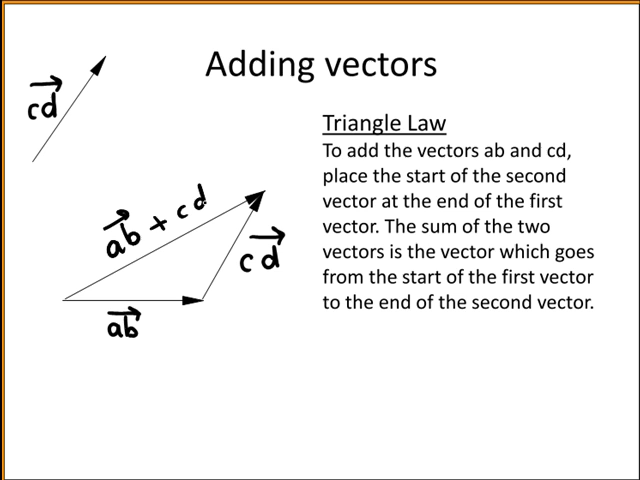 Adding vectors
cd
Triangle Law
To add the vectors ab and cd,
place the start of the second
vector at the end of the first
vector. The sum of the two
vectors is the vector which goes
from the start of the first vector
to the end of the second vector.
ab + cd
cd
ab